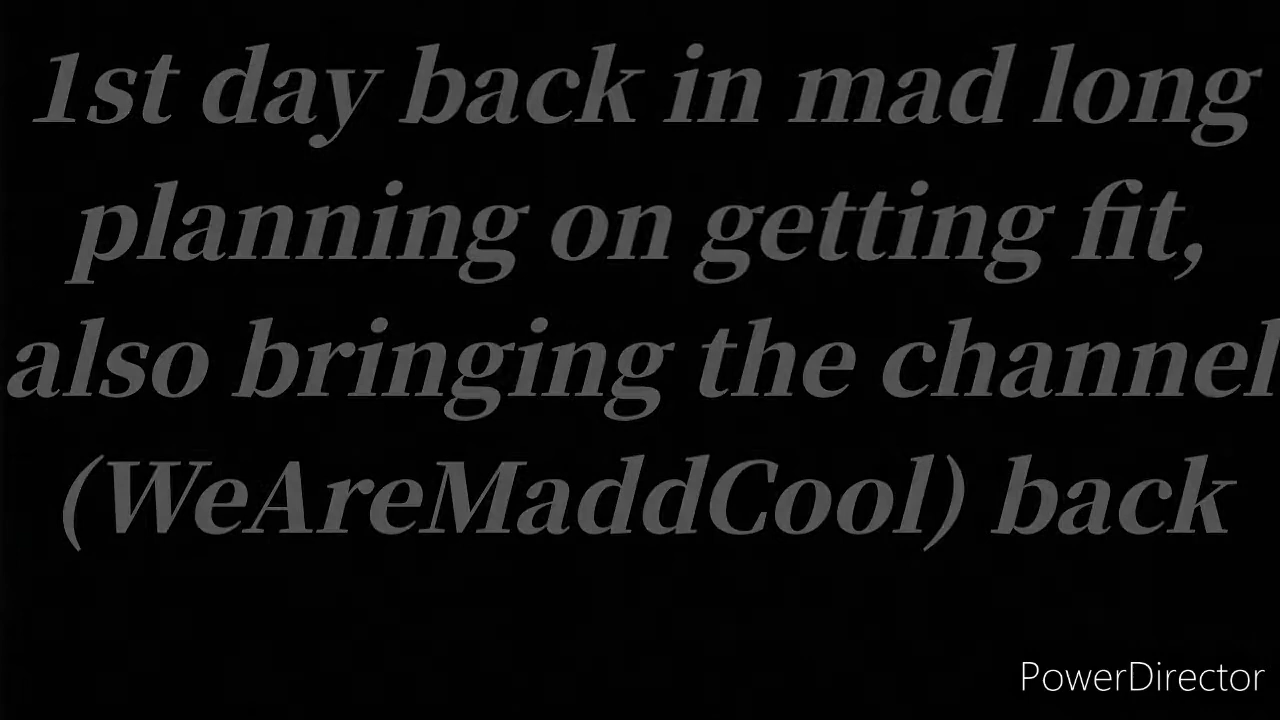 1st day back in mad long
planning on getting fit,
also bringing the channel
(WeAreMaddCool) back
PowerDirector